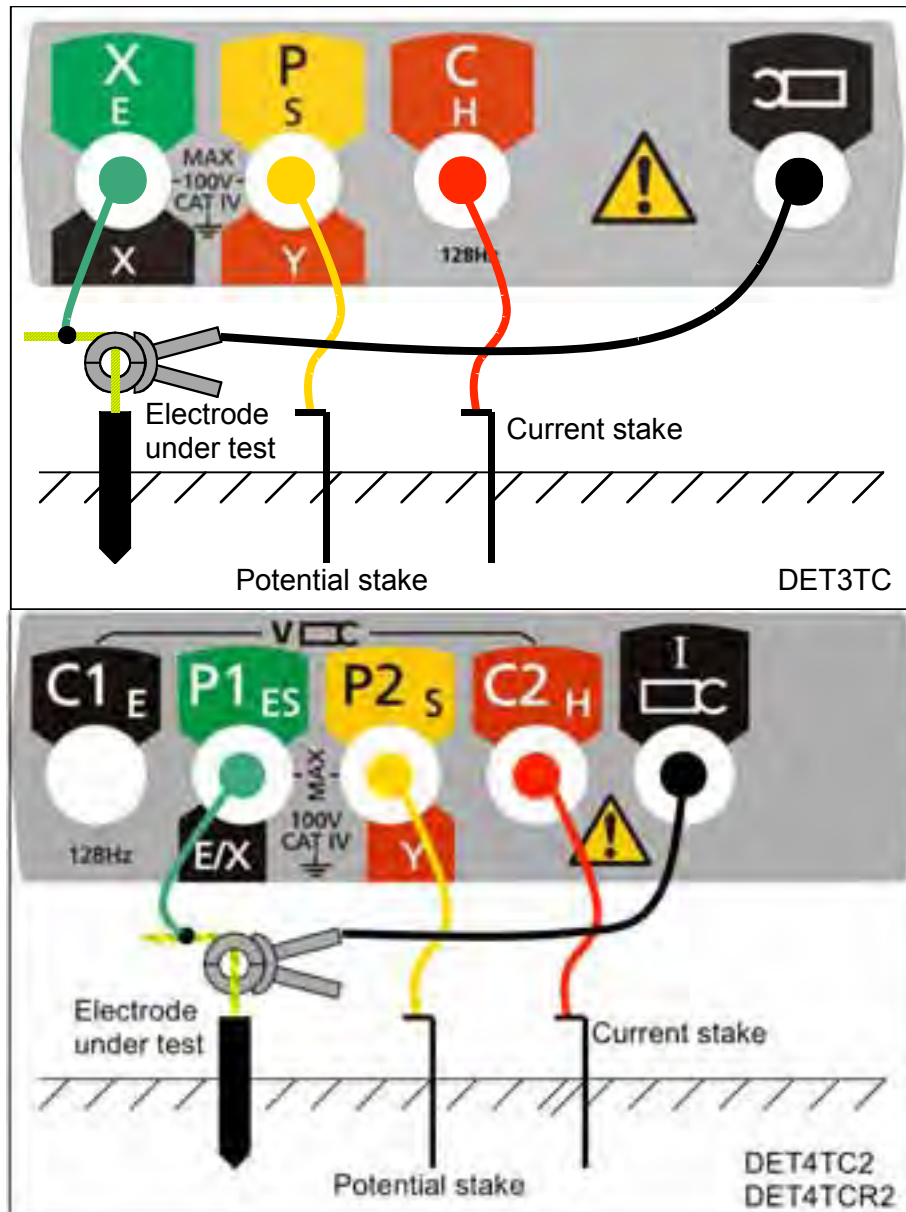 X
E
P
S
C
H
MAX
100V
CAT IV
X
Y
128Hz
Electrode
under test
Current stake
Potential stake
DET3TC
V
C1 E
P1 ES
P2 S
C2 H
I
MAX
100V
CAT IV
128Hz
E/X
Y
Electrode
under test
Current stake
Potential stake
DET4TC2
DET4TCR2